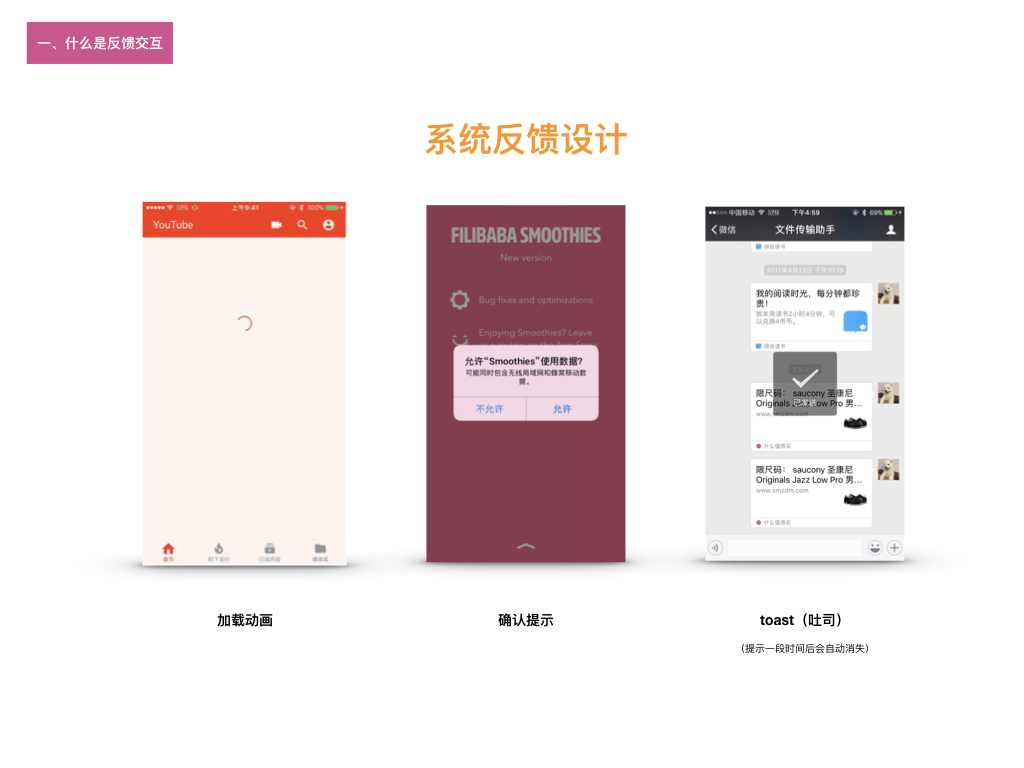 一、什么是反馈交互
系统反馈设计
上午9:41
100%
YouTube
首页
时下流行
订阅内容
媒体库
FILIBABA SMOOTHIES
New version
Bug fixes and optimizations
Enjoying Smoothies? Leave
允许“Smoothies”使用数据?
可能同时包含无线局域网和蜂窝移动数
据。
不允许
允许
中国移动
下午4:59
69%
微信
文件传输助手
微信读书
2017年4月23日 下午10:16
我的阅读时光，每分钟都珍
贵！
我本周读书2小时4分钟，可
以兑换4书币。
微信读书
已发送
限尺码： saucony 圣康尼
Originals Jazz Low Pro 男...
www.smzdm.com
什么值得买
限尺码： saucony 圣康尼
Originals Jazz Low Pro 男...
www.smzdm.com
什么值得买
加载动画
确认提示
toast（吐司）
（提示一段时间后会自动消失）